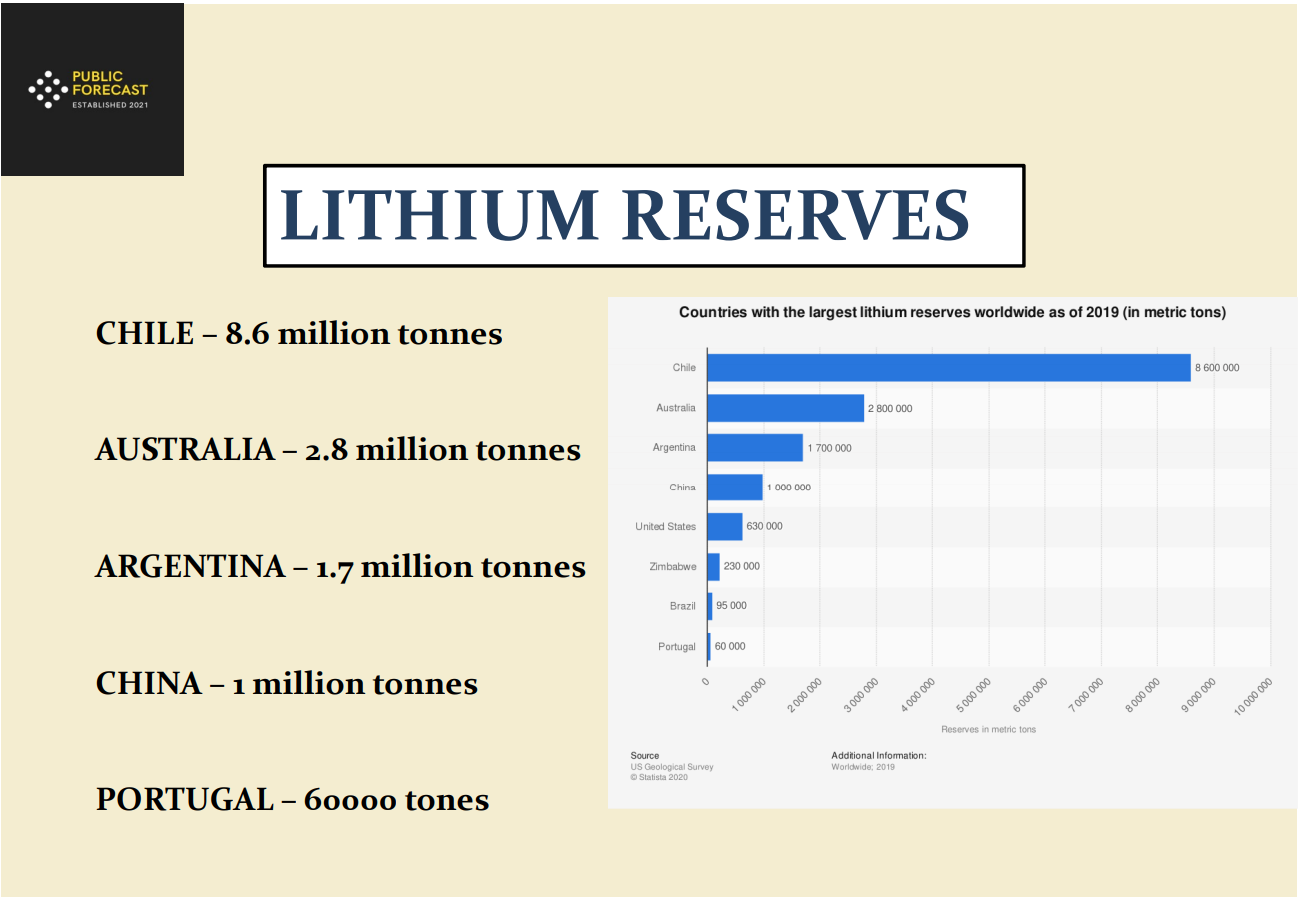 PUBLIC
FORECAST
ESTABLISHED 2021
LITHIUM RESERVES
CHILE – 8.6 million tonnes
AUSTRALIA – 2.8 million tonnes
ARGENTINA – 1.7 million tonnes
CHINA – 1 million tonnes
PORTUGAL – 60000 tones
Countries with the largest lithium reserves worldwide as of 2019 (in metric tons)
Chile 8 600 000
Australia 2 800 000
Argentina 1 700 000
China 1 000 000
United States 630 000
Zimbabwe 230 000
Brazil 95 000
Portugal 60 000
0 1 000 000 2 000 000 3 000 000 4 000 000 5 000 000 6 000 000 7 000 000 8 000 000 9 000 000 10 000 000
Reserves in metric tons
Source
US Geological Survey
© Statista 2020
Additional Information:
Worldwide; 2019